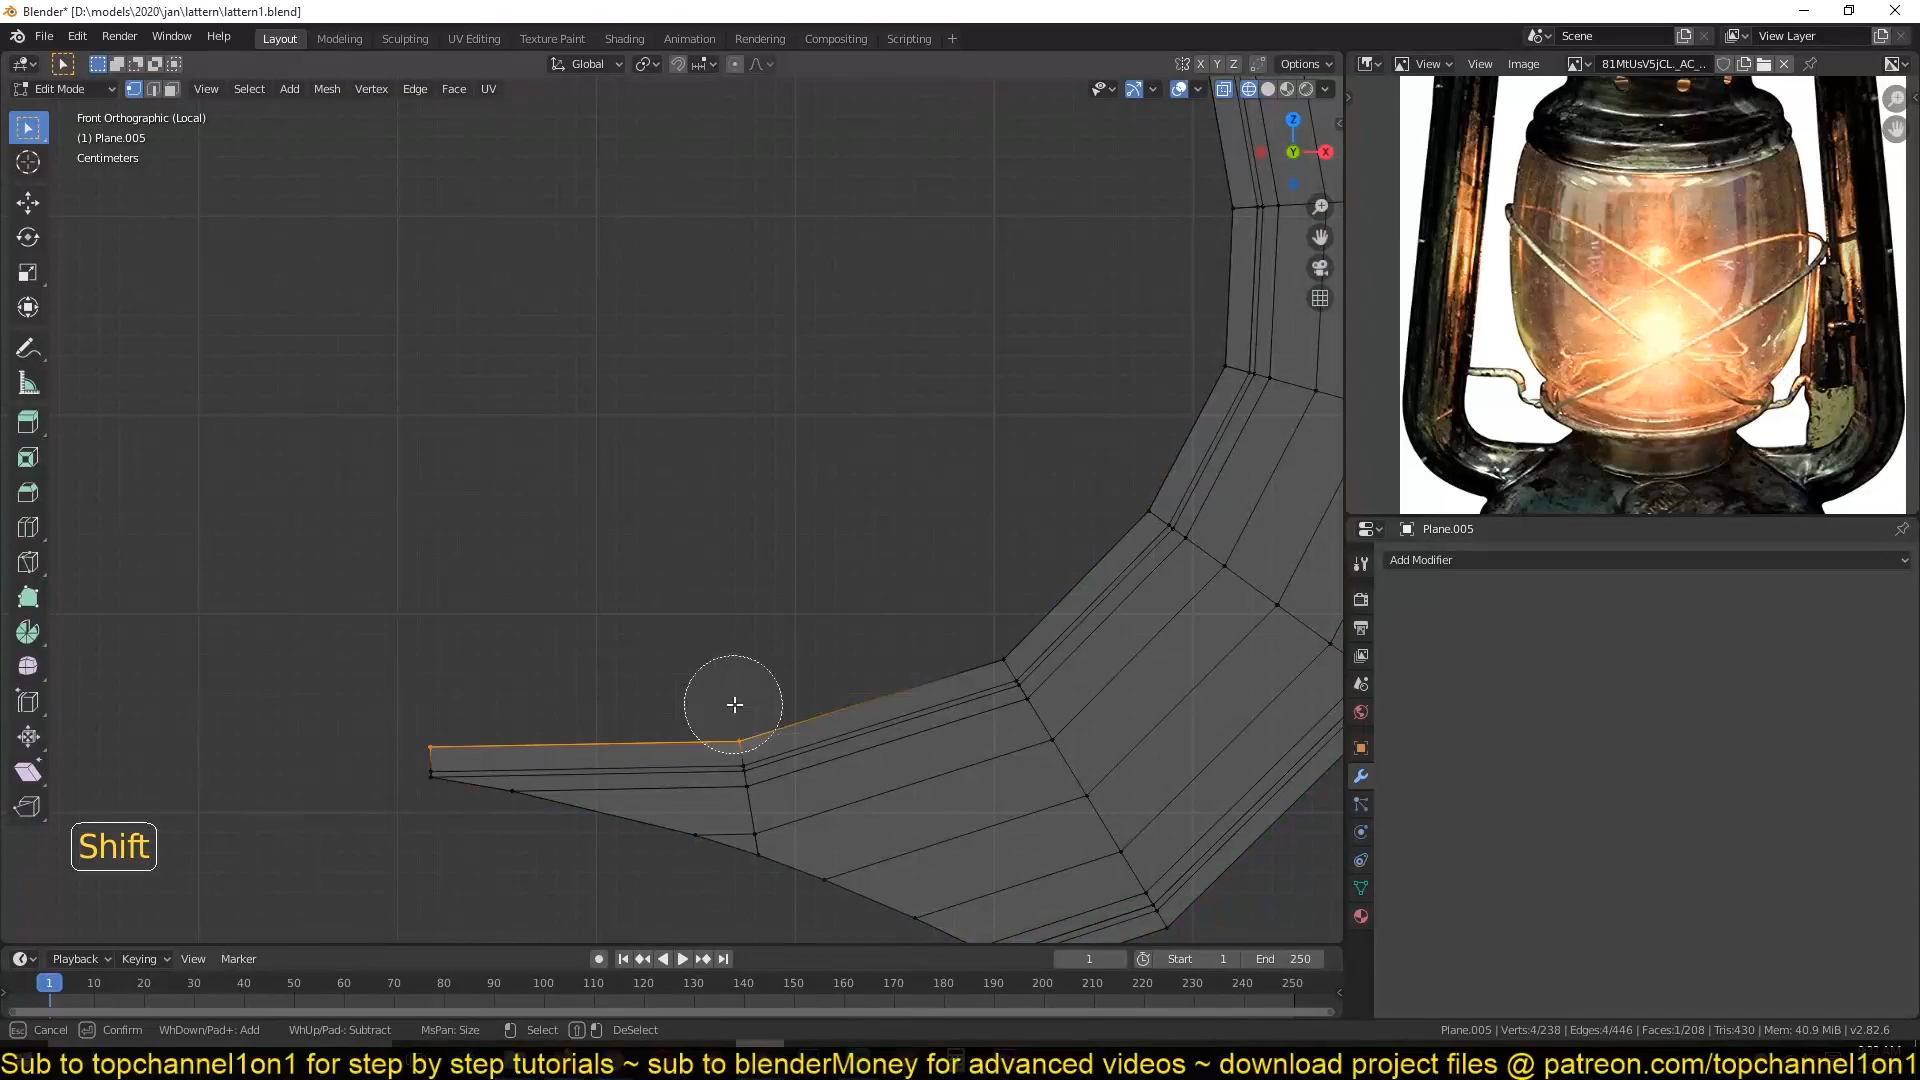 Blender* [D:\models\2020\jan\lattern\lattern1.blend]
File Edit Render Window Help Layout Modeling Sculpting UV Editing Texture Paint Shading Animation Rendering Compositing Scripting + Scene View Layer
Global X Y Z Options View View Image 81MtUsV5jCL._AC_..
Edit Mode View Select Add Mesh Vertex Edge Face UV
Front Orthographic (Local)
(1) Plane.005
Centimeters
Z
Y X
Plane.005
Add Modifier
Shift
Playback Keying View Marker 1 Start 1 End 250
1 10 20 30 40 50 60 70 80 90 100 110 120 130 140 150 160 170 180 190 200 210 220 230 240 250
Esc Cancel Confirm WhDown/Pad+: Add WhUp/Pad-: Subtract MsPan: Size Select DeSelect Plane.005 | Verts:4/238 | Edges:4/446 | Faces:1/208 | Tris:430 | Mem: 40.9 MiB | v2.82.6
Sub to topchannel1on1 for step by step tutorials ~ sub to blenderMoney for advanced videos ~ download project files @ patreon.com/topchannel1on1